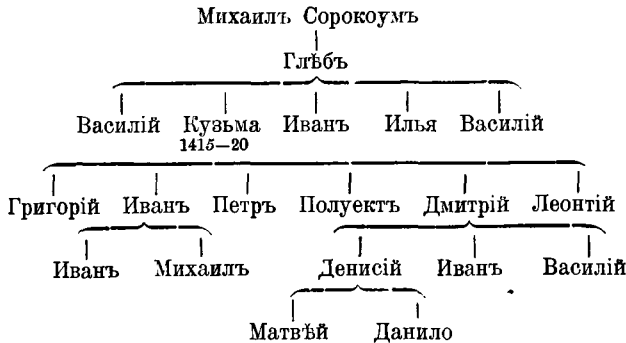 Михаилъ Сорокоумъ
Глѣбъ
Василій Кузьма Иванъ Илья Василій
1415—20
Григорій Иванъ Петръ Полуектъ Дмитрій Леонтій
Иванъ Михаилъ Денисій Иванъ Василій
Матвѣй Данило